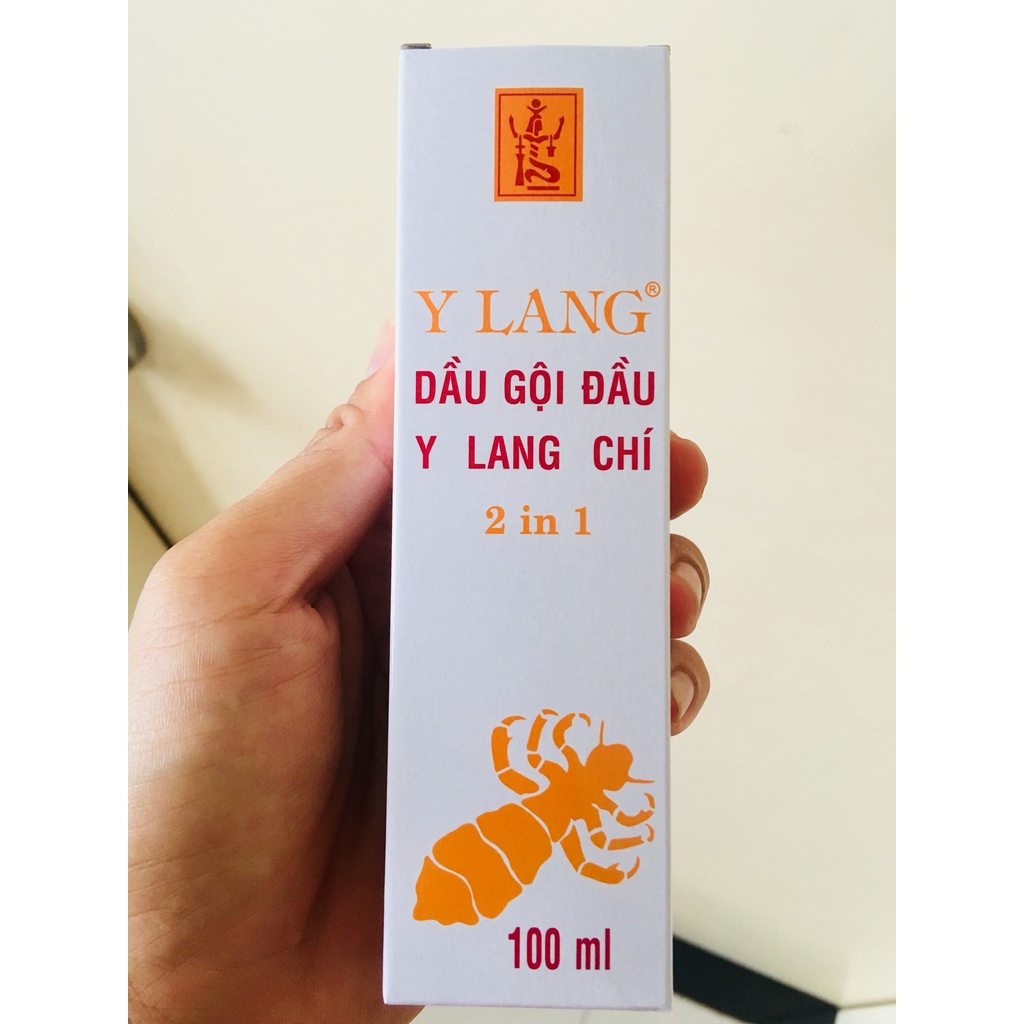 Y LANG®
DẦU GỘI ĐẦU
Y LANG CHÍ
2 in 1
100 ml